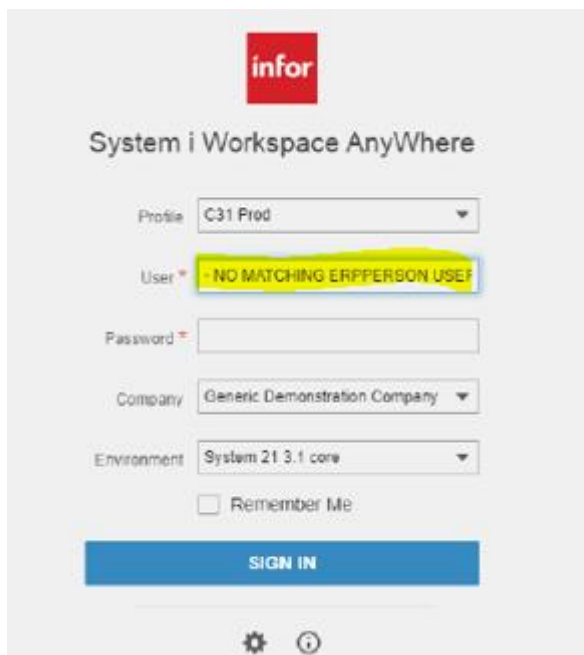 infor
System i Workspace AnyWhere
Profile C31 Prod
User * - NO MATCHING ERPPERSON USER
Password *
Company Generic Demonstration Company
Environment System 21 3.1 core
Remember Me
SIGN IN